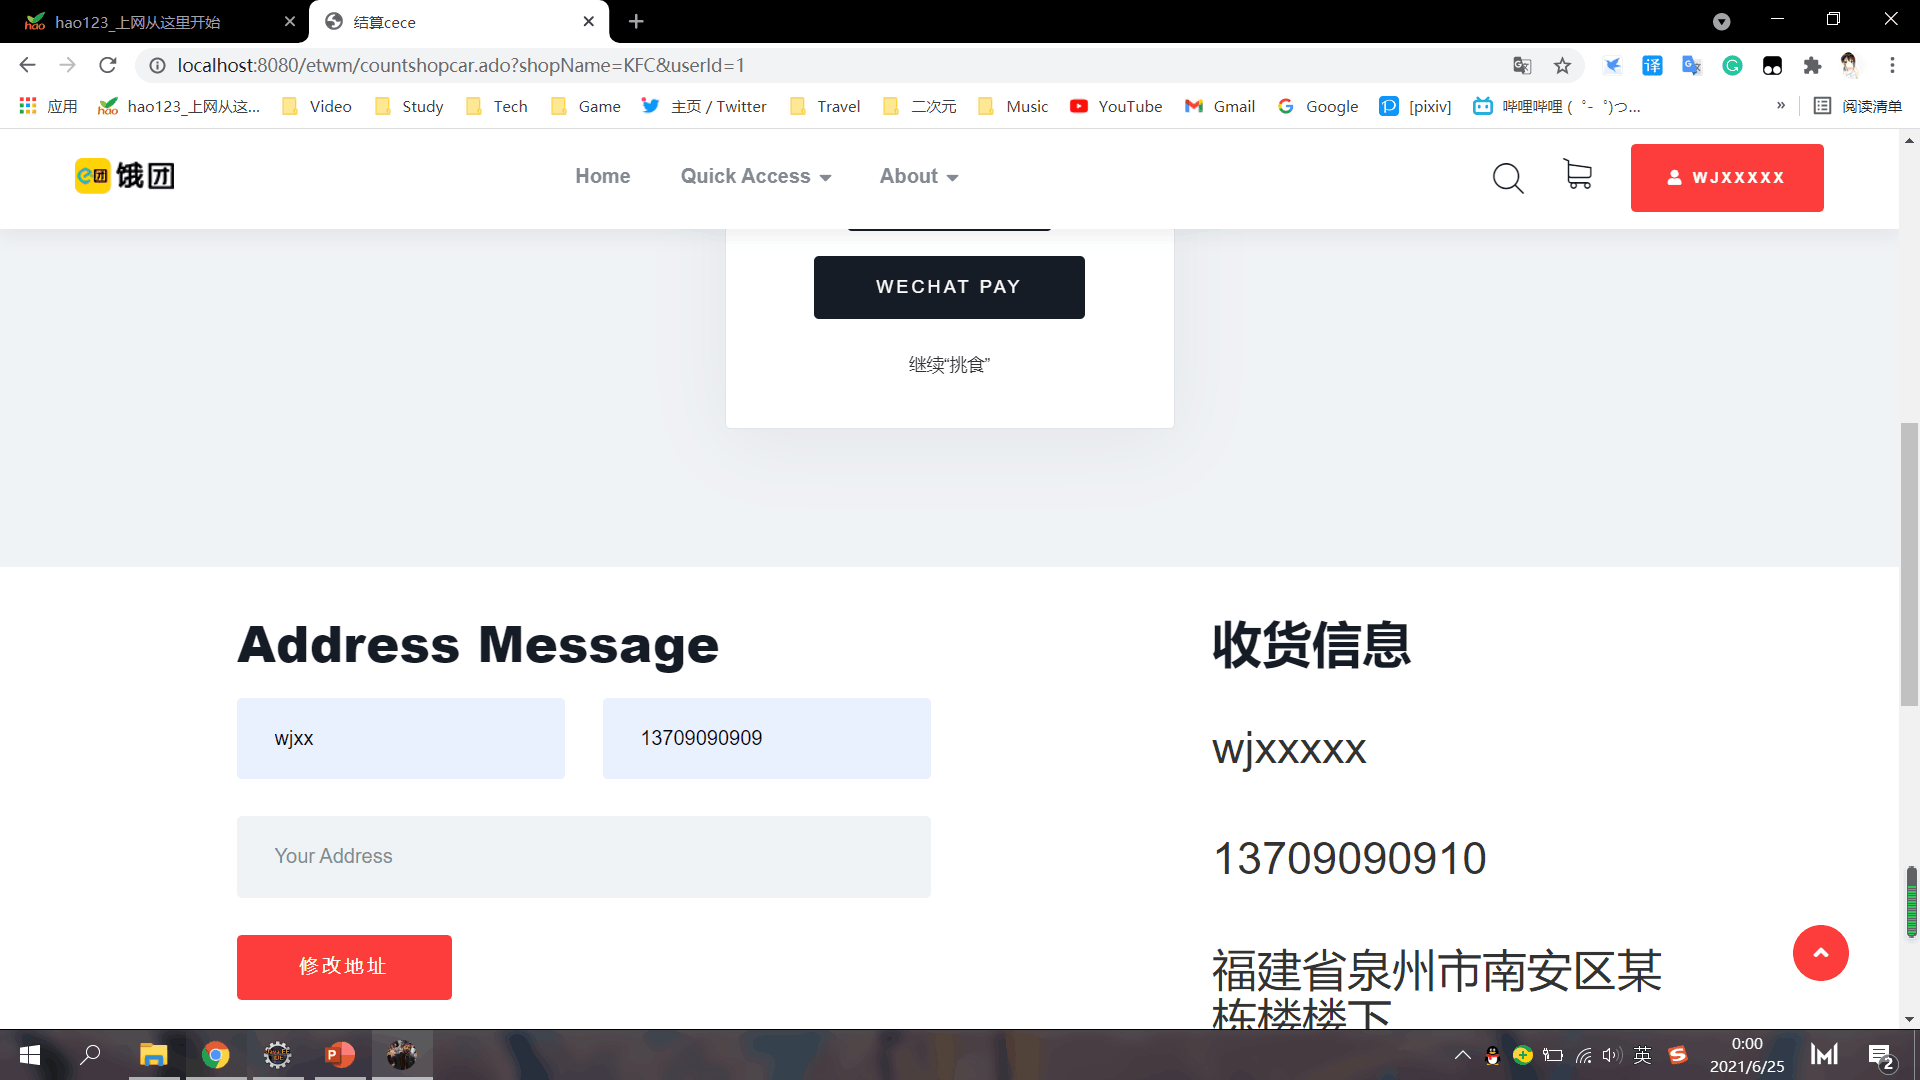 hao123_上网从这里开始
结算cece
localhost:8080/etwm/countshopcar.ado?shopName=KFC&userId=1
应用 hao123_上网从这... Video Study Tech Game 主页 / Twitter Travel 二次元 Music YouTube Gmail Google [pixiv] 哔哩哔哩 ( ゜- ゜)つ... » 阅读清单
e团 饿团 Home Quick Access About WJXXXXX
WECHAT PAY
继续“挑食”
Address Message
wjxx 13709090909
Your Address
修改地址
收货信息
wjxxxxx
13709090910
福建省泉州市南安区某
栋楼楼下
英
0:00
2021/6/25
2